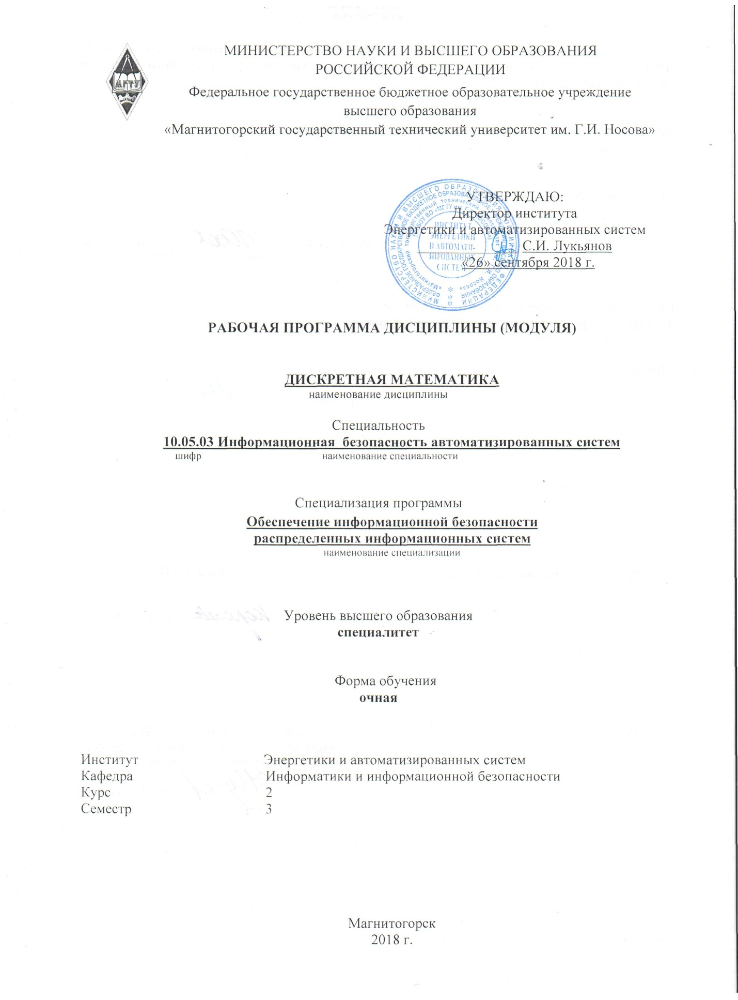 МИНИСТЕРСТВО НАУКИ И ВЫСШЕГО ОБРАЗОВАНИЯ
РОССИЙСКОЙ ФЕДЕРАЦИИ
Федеральное государственное бюджетное образовательное учреждение
высшего образования
«Магнитогорский государственный технический университет им. Г.И. Носова»
МГТУ
УТВЕРЖДАЮ:
Директор института
Энергетики и автоматизированных систем
С.И. Лукьянов
«26» сентября 2018 г.
ИНСТИТУТ
ЭНЕРГЕТИКИ
И АВТОМАТИ-
ЗИРОВАННЫХ
СИСТЕМ
РАБОЧАЯ ПРОГРАММА ДИСЦИПЛИНЫ (МОДУЛЯ)
ДИСКРЕТНАЯ МАТЕМАТИКА
наименование дисциплины
Специальность
10.05.03 Информационная безопасность автоматизированных систем
шифр наименование специальности
Специализация программы
Обеспечение информационной безопасности
распределенных информационных систем
наименование специализации
Уровень высшего образования
специалитет
Форма обучения
очная
Институт Энергетики и автоматизированных систем
Кафедра Информатики и информационной безопасности
Курс 2
Семестр 3
Магнитогорск
2018 г.